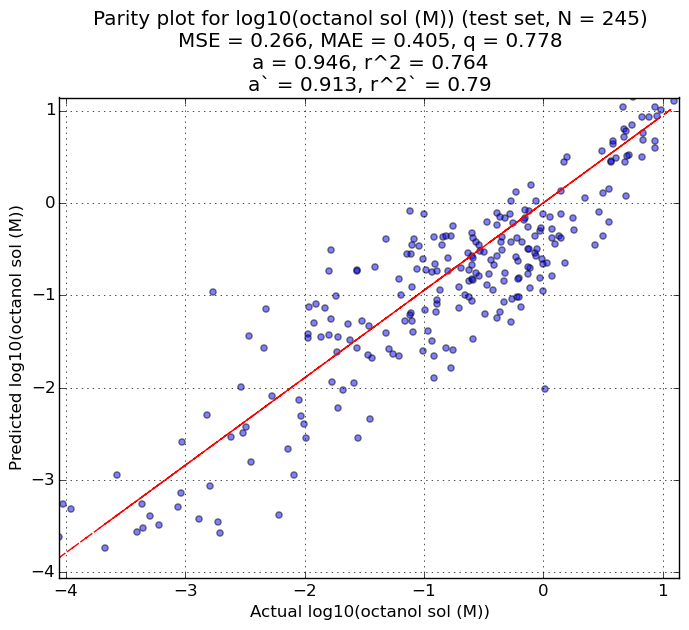 Parity plot for log10(octanol sol (M)) (test set, N = 245)
MSE = 0.266, MAE = 0.405, q = 0.778
a = 0.946, r^2 = 0.764
a` = 0.913, r^2` = 0.79
1
0
−1
−2
−3
−4
Predicted log10(octanol sol (M))
−4
−3
−2
−1
0
1
Actual log10(octanol sol (M))